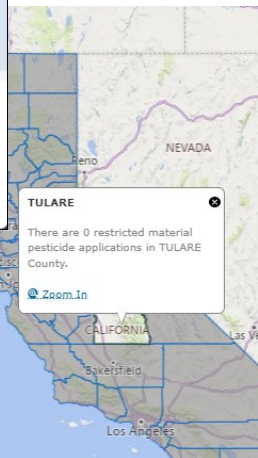 NEVADA
Reno
TULARE
There are 0 restricted material
pesticide applications in TULARE
County.
Zoom In
CALIFORNIA
Las Ve
Bakersfield
Los Angeles